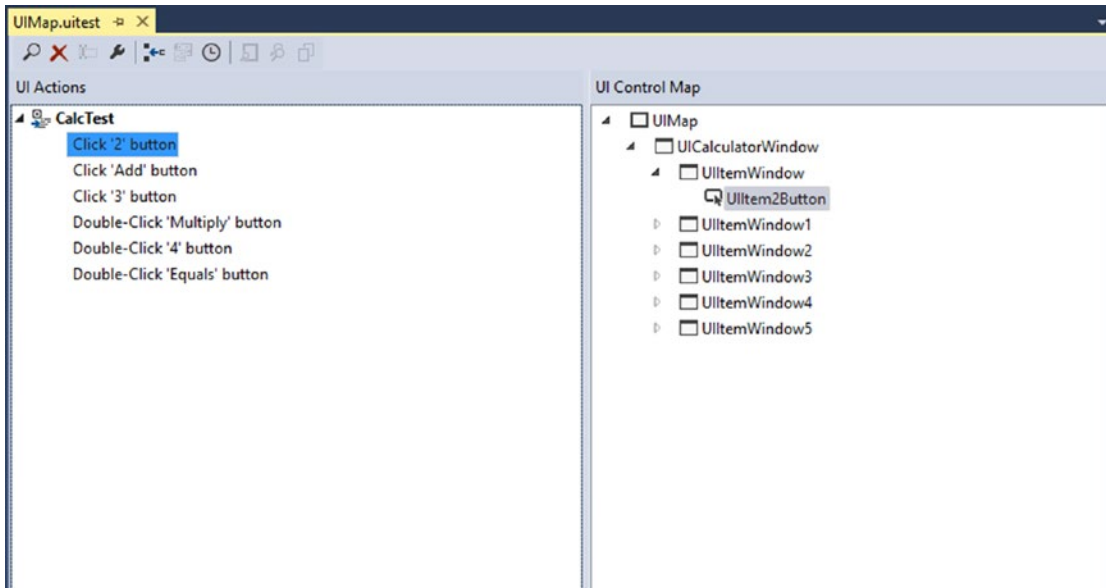 UIMap.uitest
UI Actions
UI Control Map
CalcTest
Click '2' button
Click 'Add' button
Click '3' button
Double-Click 'Multiply' button
Double-Click '4' button
Double-Click 'Equals' button
UIMap
UICalculatorWindow
UIItemWindow
UIItem2Button
UIItemWindow1
UIItemWindow2
UIItemWindow3
UIItemWindow4
UIItemWindow5